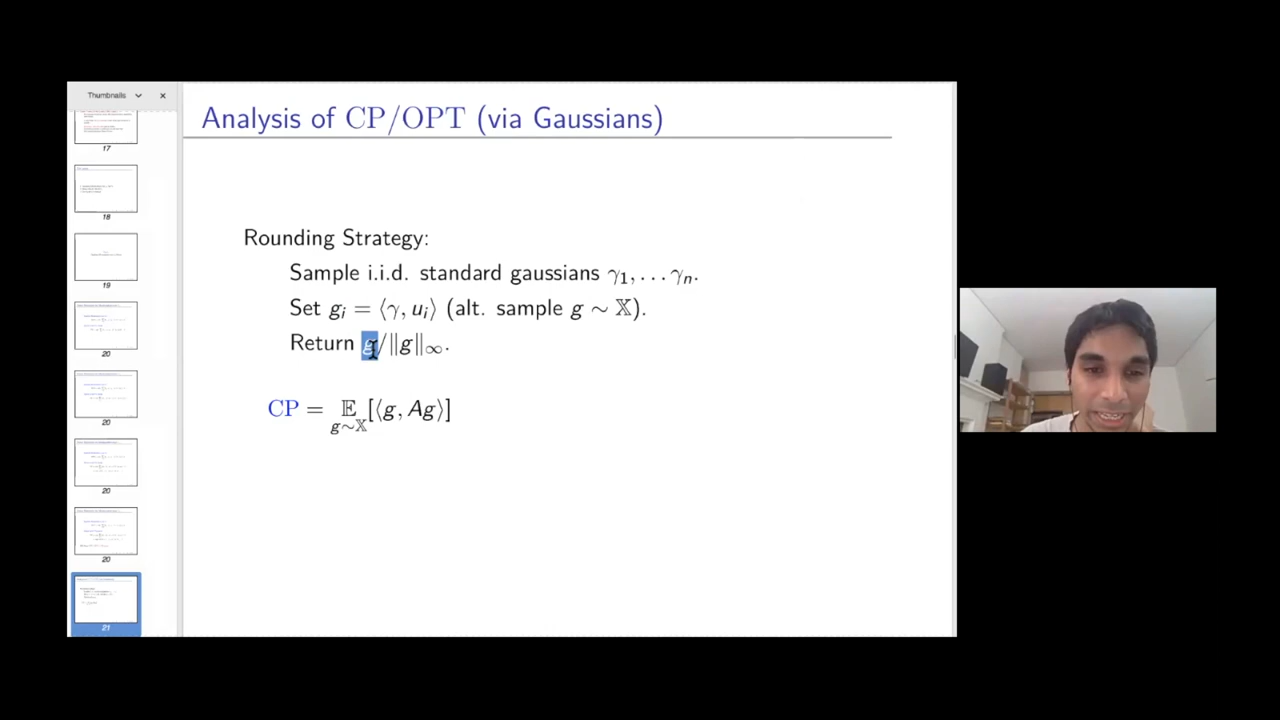 Thumbnails
17
18
19
20
20
20
20
21
Analysis of CP/OPT (via Gaussians)
Rounding Strategy:
Sample i.i.d. standard gaussians γ₁, . . . γₙ.
Set gᵢ = ⟨γ, uᵢ⟩ (alt. sample g ∼ 𝕏).
Return g/‖g‖∞.
CP = 𝔼 [⟨g, Ag⟩]
g∼𝕏